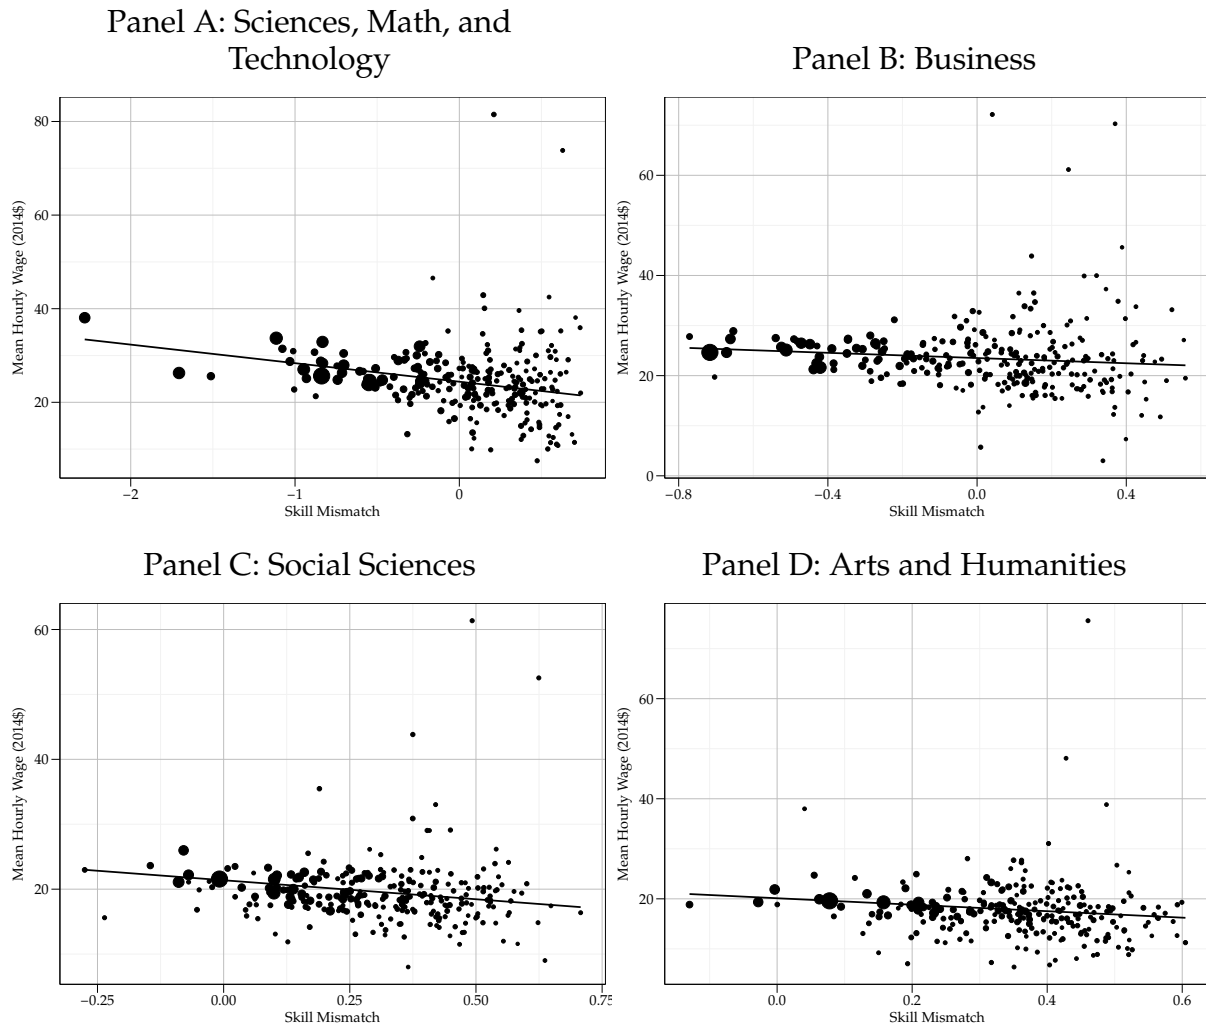 Panel A: Sciences, Math, and
Technology
Mean Hourly Wage (2014$)
80
60
40
20
−2
−1
0
Skill Mismatch
Panel B: Business
Mean Hourly Wage (2014$)
60
40
20
0
−0.8
−0.4
0.0
0.4
Skill Mismatch
Panel C: Social Sciences
Mean Hourly Wage (2014$)
60
40
20
−0.25
0.00
0.25
0.50
0.75
Skill Mismatch
Panel D: Arts and Humanities
Mean Hourly Wage (2014$)
60
40
20
0.0
0.2
0.4
0.6
Skill Mismatch